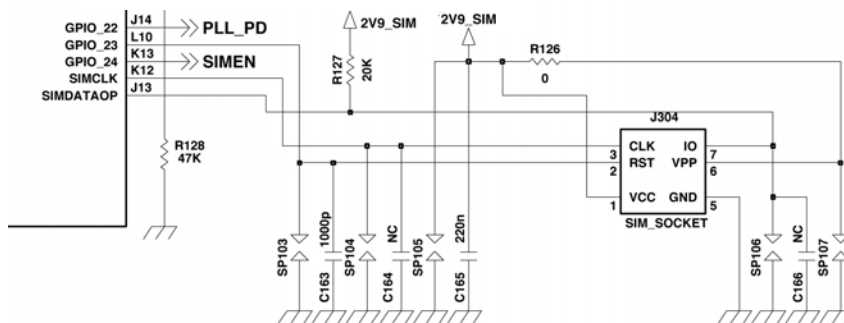 GPIO_22 J14 PLL_PD
GPIO_23 L10
GPIO_24 K13 SIMEN
SIMCLK K12
SIMDATAOP J13
R128
47K
2V9_SIM
R127
20K
2V9_SIM
R126
0
J304
CLK IO
3 RST VPP 7
2 6
VCC GND
1 5
SIM_SOCKET
SP103
1000p
C163
SP104
NC
C164
SP105
220n
C165
SP106
NC
C166
SP107